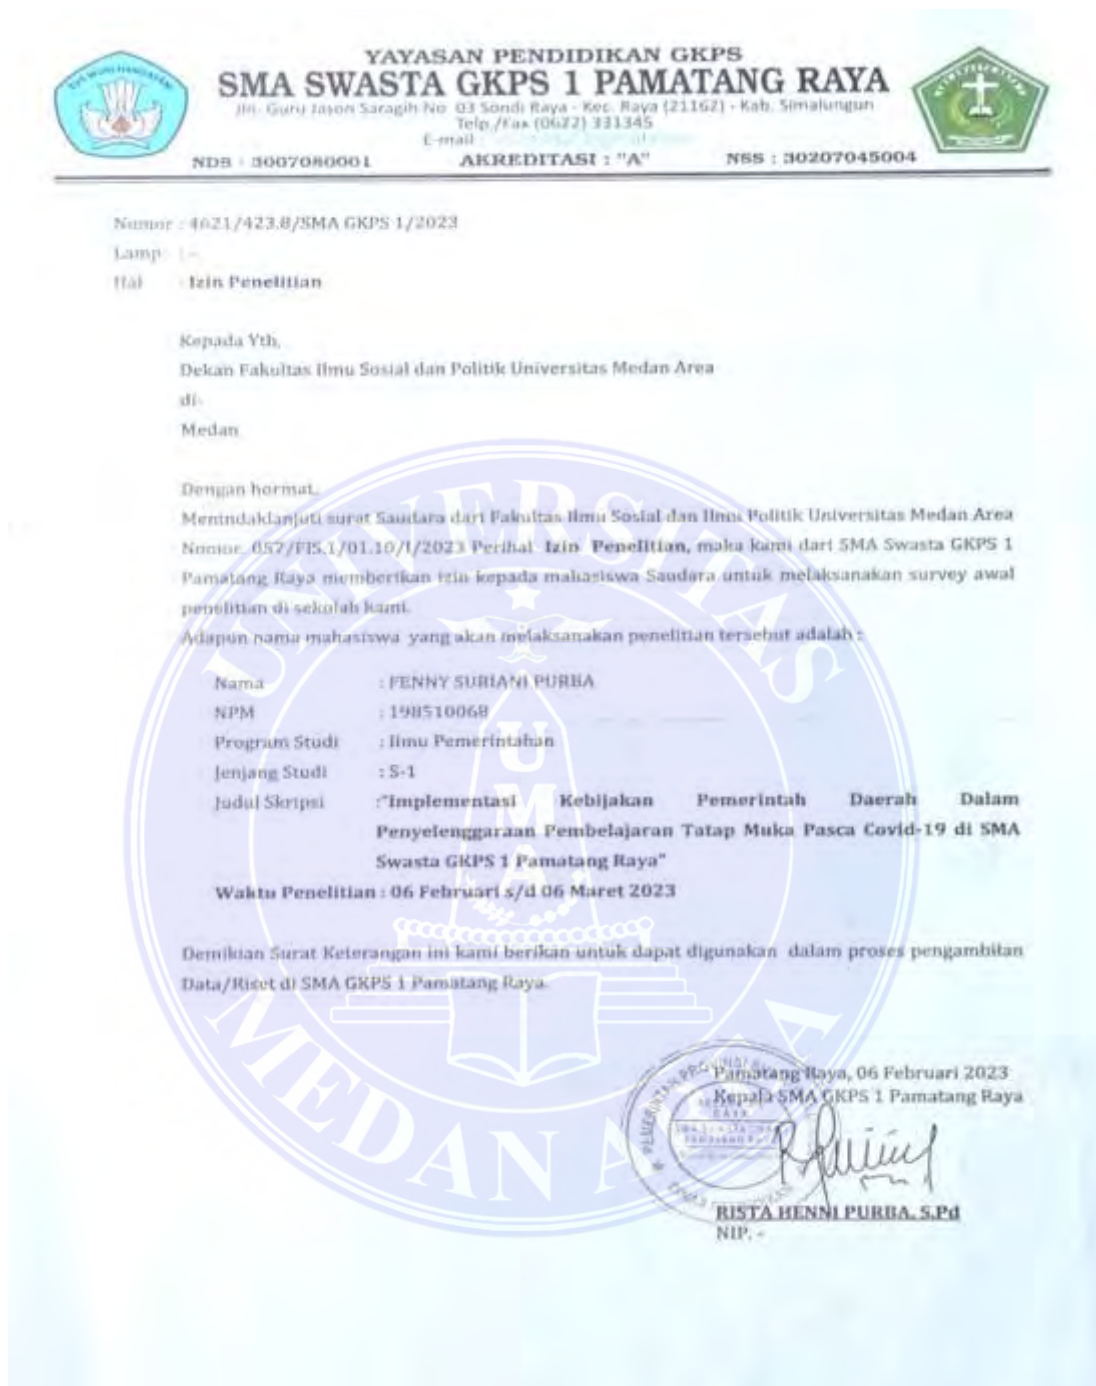 YAYASAN PENDIDIKAN GKPS
SMA SWASTA GKPS 1 PAMATANG RAYA
Jln. Guru Jason Saragih No. 03 Sondi Raya - Kec. Raya (21162) - Kab. Simalungun
Telp./Fax (0622) 331345
E-mail
NDS : 3007080001 AKREDITASI : "A" NSS : 30207045004
Nomor : 4621/423.8/SMA GKPS 1/2023
Lamp : -
Hal : Izin Penelitian
Kepada Yth,
Dekan Fakultas Ilmu Sosial dan Politik Universitas Medan Area
di-
Medan
Dengan hormat,
Menindaklanjuti surat Saudara dari Fakultas Ilmu Sosial dan Ilmu Politik Universitas Medan Area
Nomor. 057/FIS.1/01.10/I/2023 Perihal Izin Penelitian, maka kami dari SMA Swasta GKPS 1
Pamatang Raya memberikan izin kepada mahasiswa Saudara untuk melaksanakan survey awal
penelitian di sekolah kami.
Adapun nama mahasiswa yang akan melaksanakan penelitian tersebut adalah :
Nama : FENNY SURIANI PURBA
NPM : 198510068
Program Studi : Ilmu Pemerintahan
Jenjang Studi : S-1
Judul Skripsi :"Implementasi Kebijakan Pemerintah Daerah Dalam
Penyelenggaraan Pembelajaran Tatap Muka Pasca Covid-19 di SMA
Swasta GKPS 1 Pamatang Raya"
Waktu Penelitian : 06 Februari s/d 06 Maret 2023
Demikian Surat Keterangan ini kami berikan untuk dapat digunakan dalam proses pengambilan
Data/Riset di SMA GKPS 1 Pamatang Raya.
Pamatang Raya, 06 Februari 2023
Kepala SMA GKPS 1 Pamatang Raya
RISTA HENNI PURBA, S.Pd
NIP. -
UNIVERSITAS
UMA
MEDAN AREA